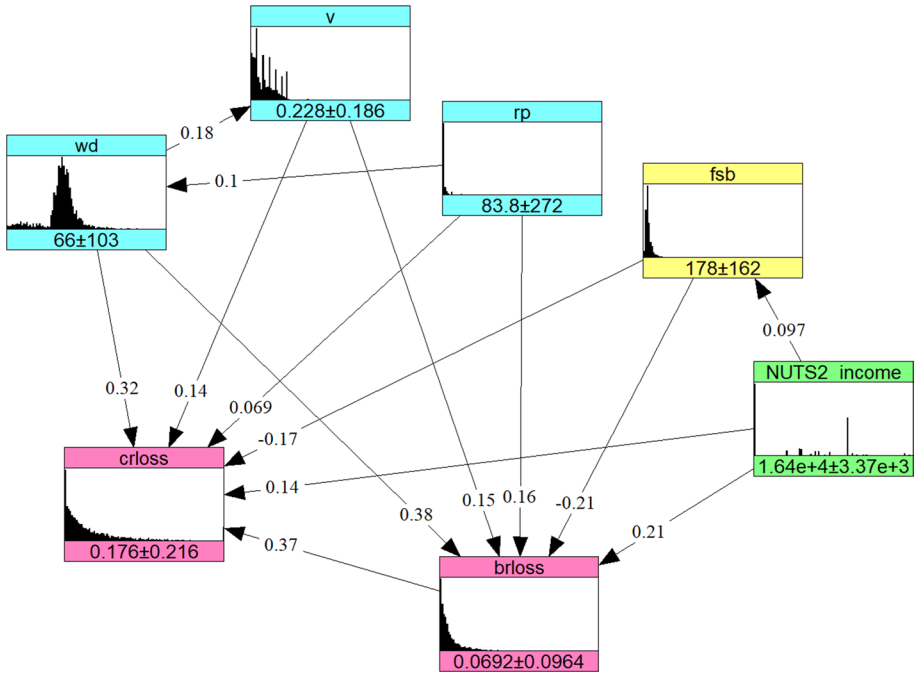 v
0.228±0.186
rp
83.8±272
wd
66±103
fsb
178±162
0.18
0.1
0.097
NUTS2 income
1.64e+4±3.37e+3
0.32
0.14
0.069
-0.17
crloss
0.176±0.216
0.14
0.38
0.15
0.16
-0.21
0.21
0.37
brloss
0.0692±0.0964